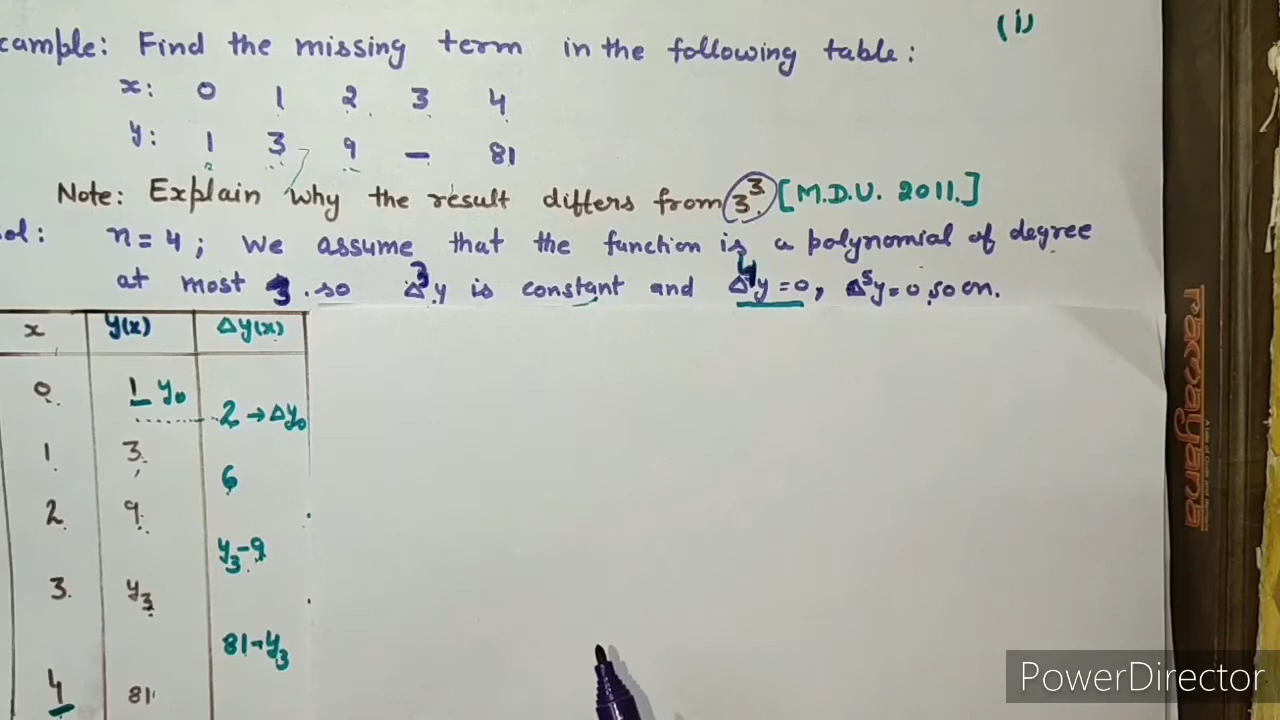 (i)
cample: Find the missing term in the following table:
x: 0 1 2 3 4
y: 1 3 9 – 81
Note: Explain why the result differs from 3³ [M.D.U. 2011.]
ol: n = 4; We assume that the function is a polynomial of degree
at most 3. so Δ³y is constant and Δ⁴y=0, Δ⁵y=0 so on.
x y(x) Δy(x)
0 1 y₀
2 → Δy₀
1 3
6
2 9
y₃-9
3 y₃
81-y₃
4 81
ramayana
PowerDirector